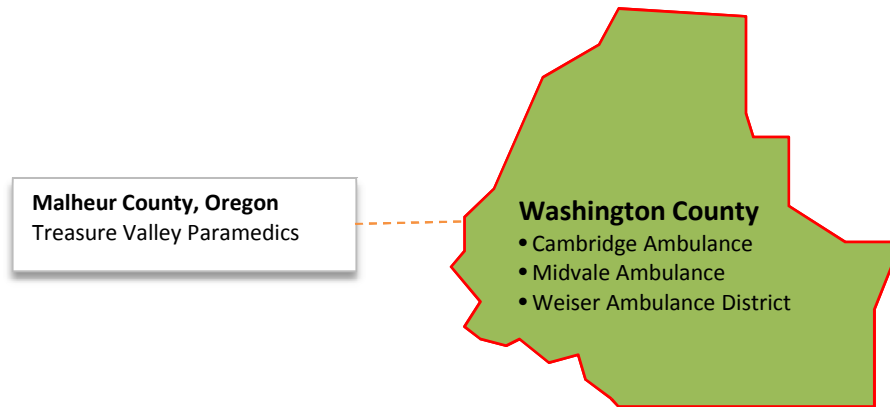 Malheur County, Oregon
Treasure Valley Paramedics
Washington County
• Cambridge Ambulance
• Midvale Ambulance
• Weiser Ambulance District